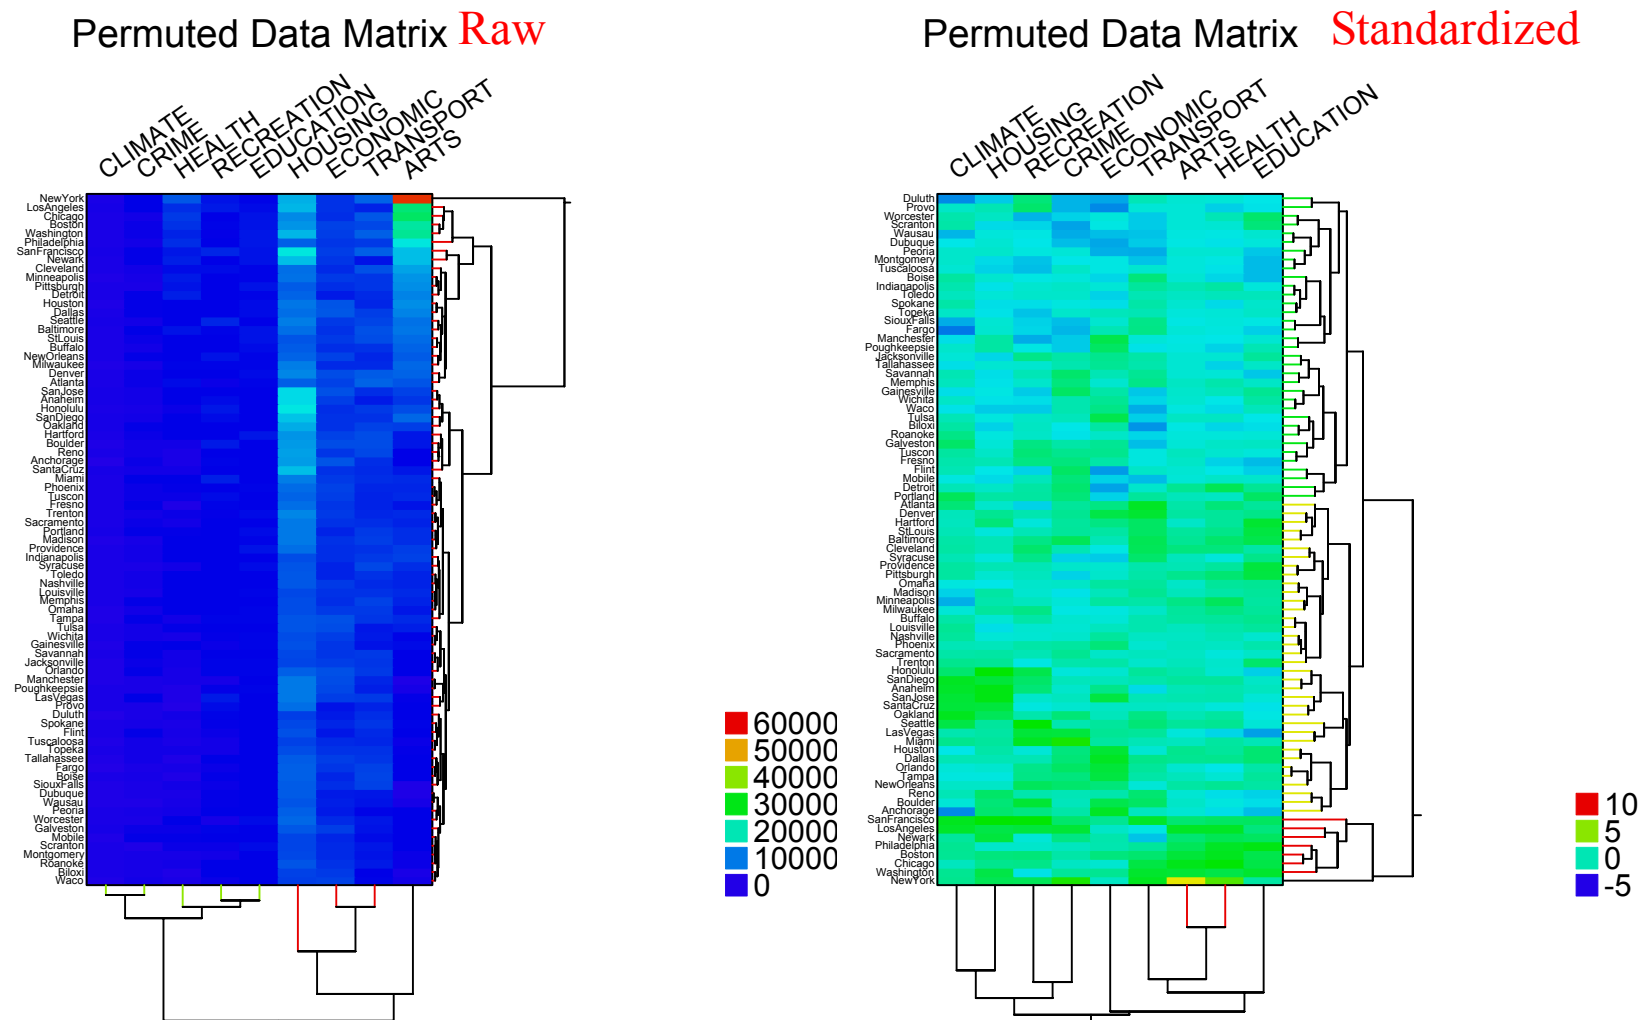 Permuted Data Matrix Raw
CLIMATE
CRIME
HEALTH
RECREATION
EDUCATION
HOUSING
ECONOMIC
TRANSPORT
ARTS
NewYork
LosAngeles
Chicago
Boston
Washington
Philadelphia
SanFrancisco
Newark
Cleveland
Minneapolis
Pittsburgh
Detroit
Houston
Dallas
Seattle
Baltimore
StLouis
Buffalo
NewOrleans
Milwaukee
Denver
Atlanta
SanJose
Anaheim
Honolulu
SanDiego
Oakland
Hartford
Boulder
Reno
Anchorage
SantaCruz
Miami
Phoenix
Tuscon
Fresno
Trenton
Sacramento
Portland
Madison
Providence
Indianapolis
Syracuse
Toledo
Nashville
Louisville
Memphis
Omaha
Tampa
Tulsa
Wichita
Gainesville
Savannah
Jacksonville
Orlando
Manchester
Poughkeepsie
LasVegas
Provo
Duluth
Spokane
Flint
Tuscaloosa
Topeka
Tallahassee
Fargo
Boise
SiouxFalls
Dubuque
Wausau
Peoria
Worcester
Galveston
Mobile
Scranton
Montgomery
Roanoke
Biloxi
Waco
60000
50000
40000
30000
20000
10000
0
Permuted Data Matrix Standardized
CLIMATE
HOUSING
RECREATION
CRIME
ECONOMIC
TRANSPORT
ARTS
HEALTH
EDUCATION
Duluth
Provo
Worcester
Scranton
Wausau
Dubuque
Peoria
Montgomery
Tuscaloosa
Boise
Indianapolis
Toledo
Spokane
Topeka
SiouxFalls
Fargo
Manchester
Poughkeepsie
Jacksonville
Tallahassee
Savannah
Memphis
Gainesville
Wichita
Waco
Tulsa
Biloxi
Roanoke
Galveston
Tuscon
Fresno
Flint
Mobile
Detroit
Portland
Atlanta
Denver
Hartford
StLouis
Baltimore
Cleveland
Syracuse
Providence
Pittsburgh
Omaha
Madison
Minneapolis
Milwaukee
Buffalo
Louisville
Nashville
Phoenix
Sacramento
Trenton
Honolulu
SanDiego
Anaheim
SanJose
SantaCruz
Oakland
Seattle
LasVegas
Miami
Houston
Dallas
Orlando
Tampa
NewOrleans
Reno
Boulder
Anchorage
SanFrancisco
LosAngeles
Newark
Philadelphia
Boston
Chicago
Washington
NewYork
10
5
0
-5